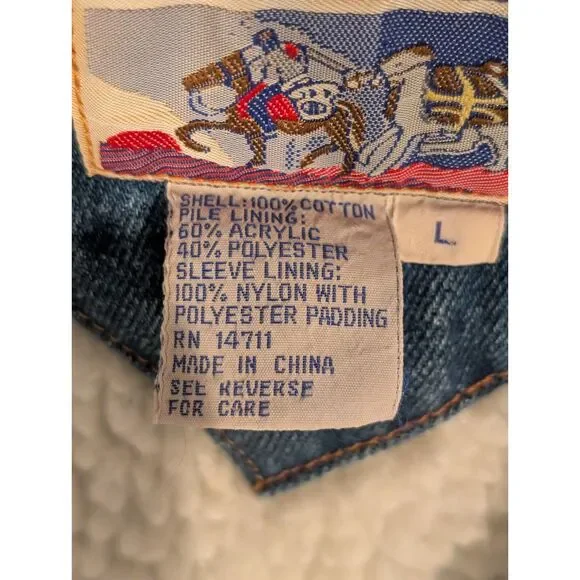 SHELL: 100% COTTON
PILE LINING:
60% ACRYLIC
40% POLYESTER
SLEEVE LINING:
100% NYLON WITH
POLYESTER PADDING
RN 14711
MADE IN CHINA
SEE REVERSE
FOR CARE
L